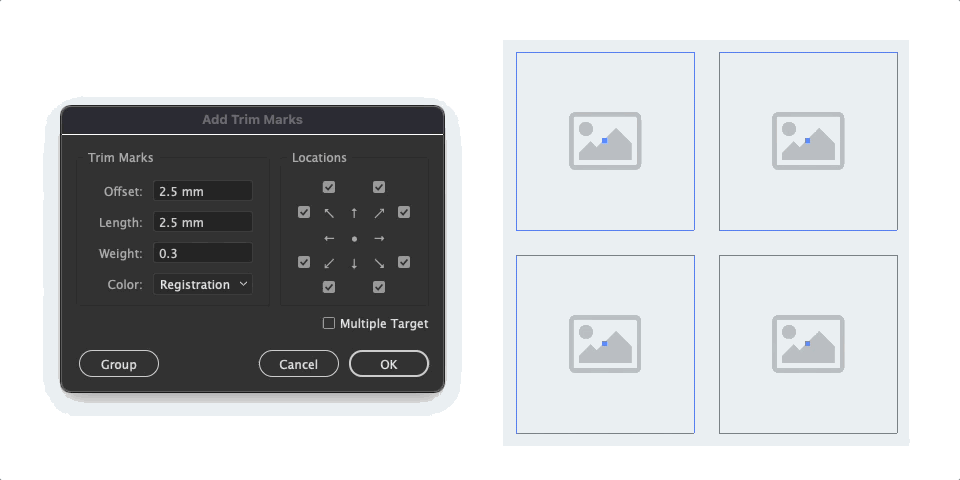 Add Trim Marks
Trim Marks
Locations
Offset: 2.5 mm
Length: 2.5 mm
Weight: 0.3
Color: Registration
Multiple Target
Group
Cancel
OK